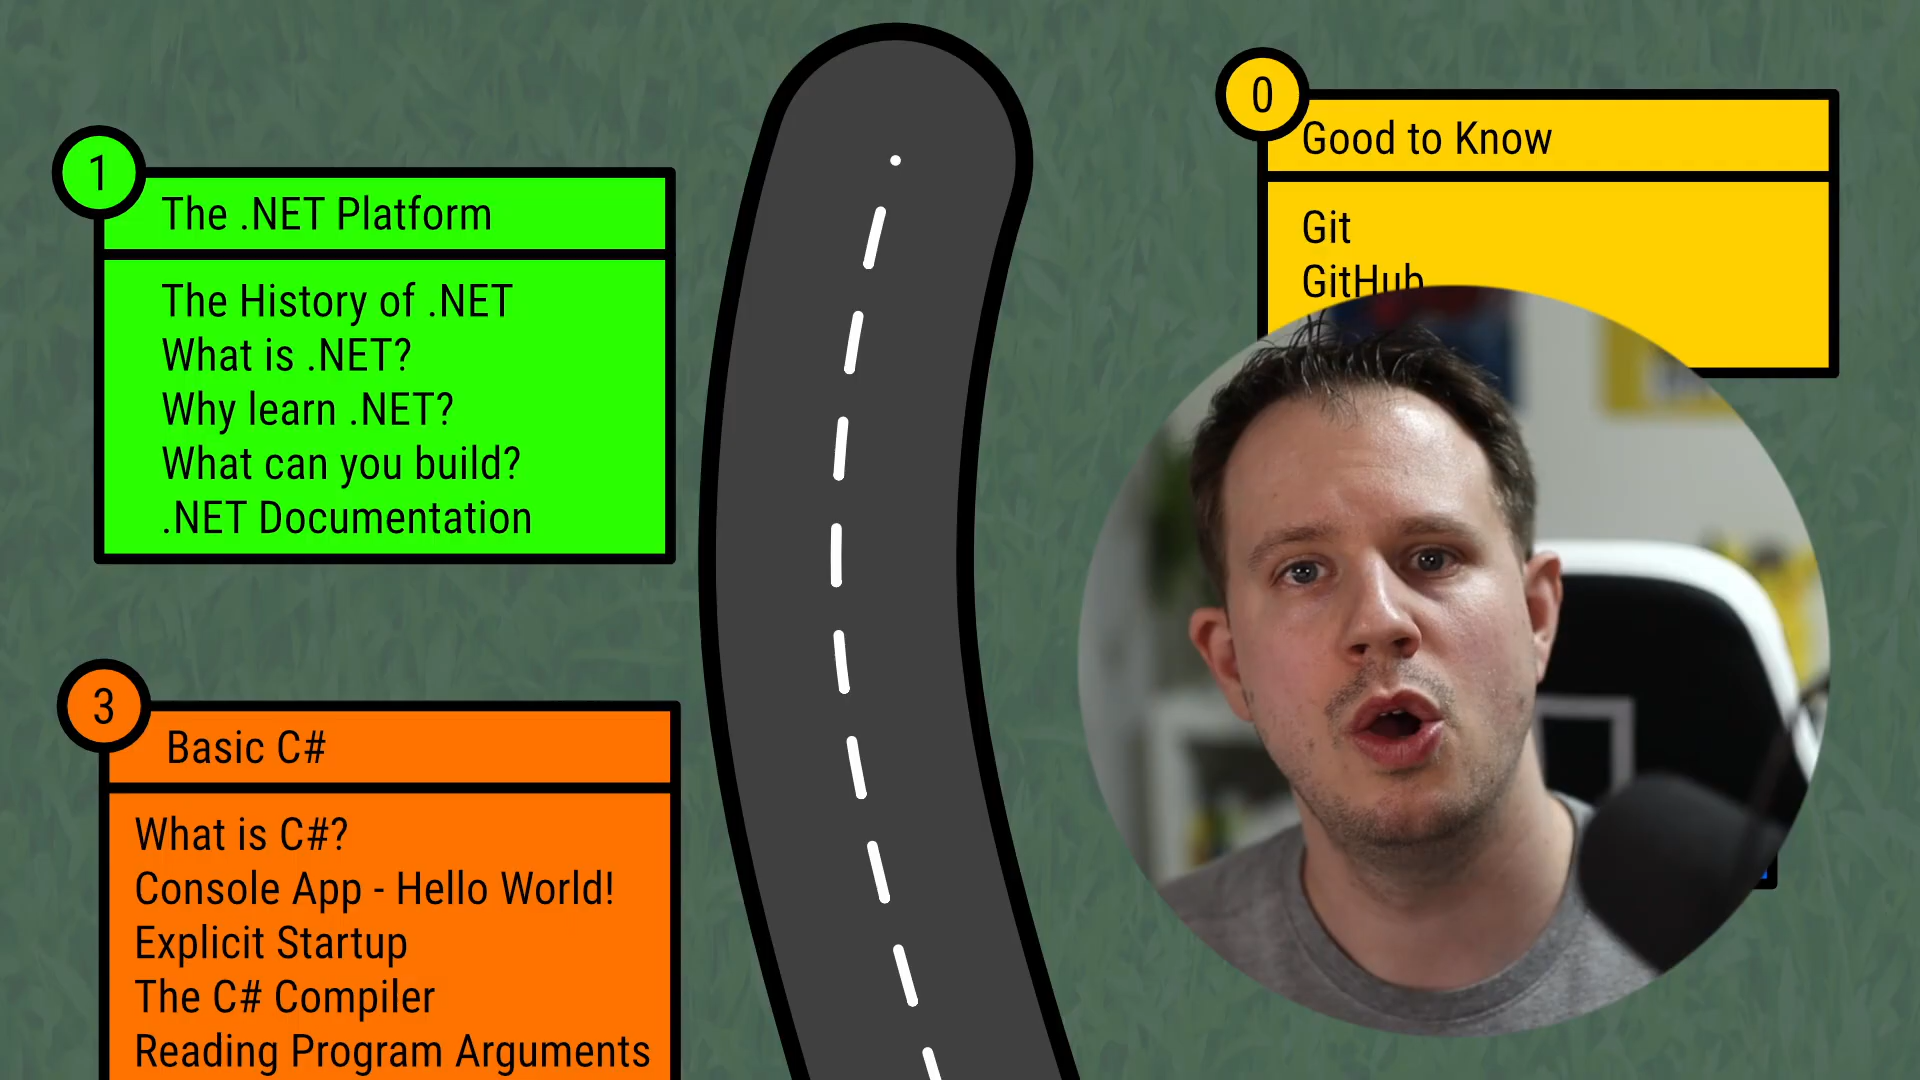 1
The .NET Platform
The History of .NET
What is .NET?
Why learn .NET?
What can you build?
.NET Documentation
0
Good to Know
Git
GitHub
3
Basic C#
What is C#?
Console App - Hello World!
Explicit Startup
The C# Compiler
Reading Program Arguments